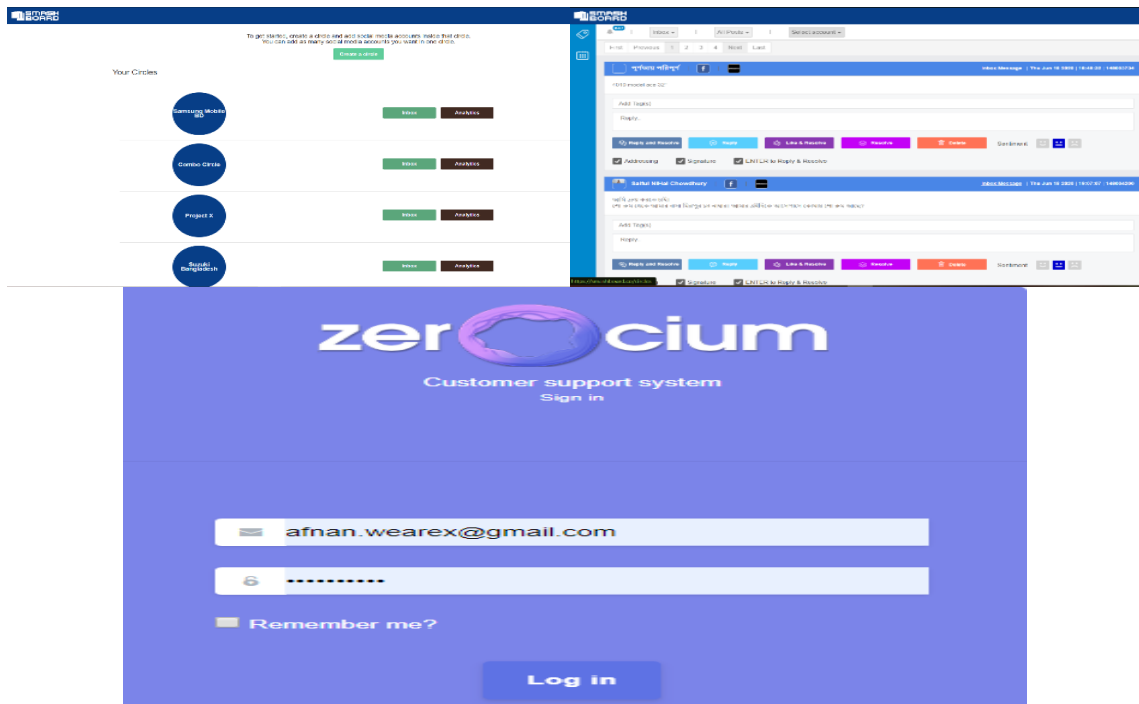 SMASH
BOARD
To get started, create a circle and add social media accounts inside that circle.
You can add as many social media accounts you want in one circle.
Create a circle
Your Circles
Samsung Mobile
BD
Inbox Analytics
Combo Circle
Inbox Analytics
Project X
Inbox Analytics
Suzuki
Bangladesh
Inbox Analytics
SMASH
BOARD
Inbox All Posts Select account
First Previous 1 2 3 4 Next Last
Inbox Message
Add Tag(s)
Reply..
Reply and Resolve Reply Like & Resolve Resolve Delete Sentiment
Addressing Signature ENTER to Reply & Resolve
Saiful Nihal Chowdhury Inbox Message
Add Tag(s)
Reply..
Reply and Resolve Reply Like & Resolve Resolve Delete Sentiment
Signature ENTER to Reply & Resolve
zerocium
Customer support system
Sign in
afnan.wearex@gmail.com
••••••••••
Remember me?
Log in